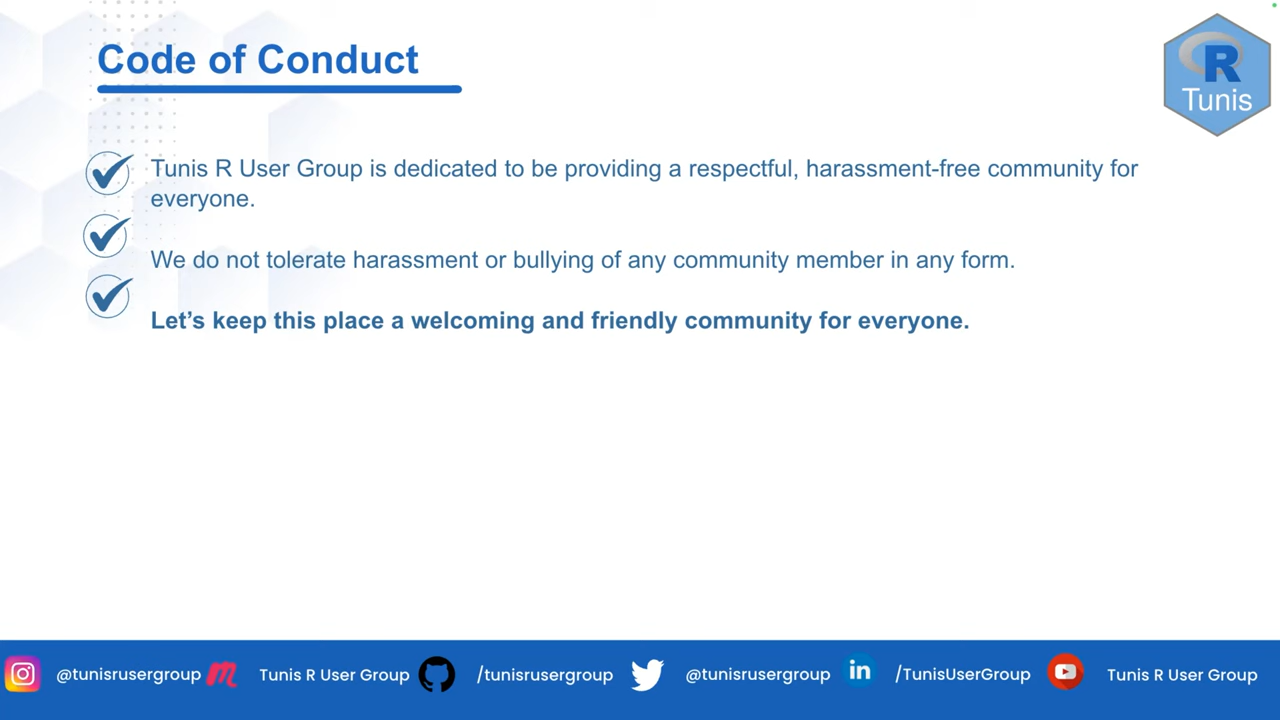 Code of Conduct
R
Tunis
Tunis R User Group is dedicated to be providing a respectful, harassment-free community for
everyone.
We do not tolerate harassment or bullying of any community member in any form.
Let’s keep this place a welcoming and friendly community for everyone.
@tunisrusergroup Tunis R User Group /tunisrusergroup @tunisrusergroup in /TunisUserGroup Tunis R User Group